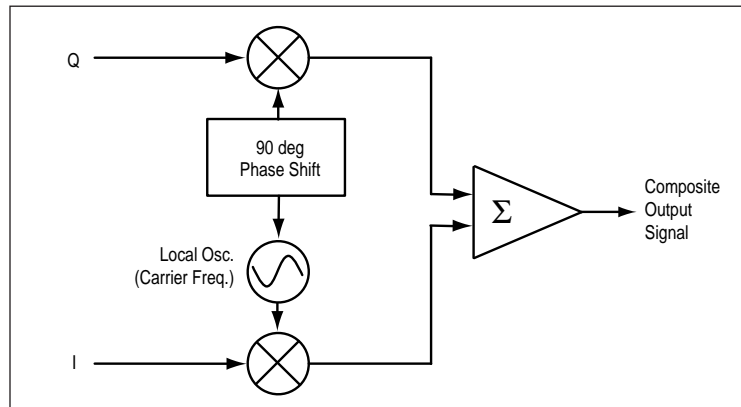 Q
90 deg
Phase Shift
Local Osc.
(Carrier Freq.)
Σ
Composite
Output
Signal
I